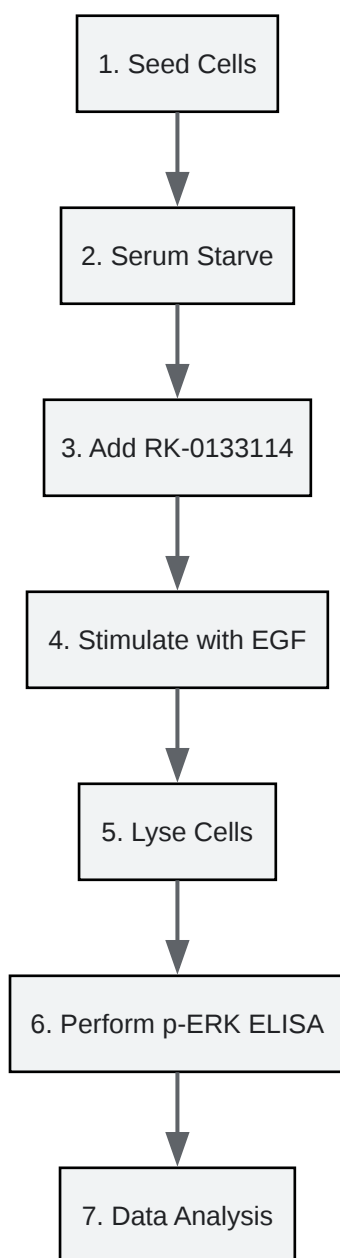 1. Seed Cells
2. Serum Starve
3. Add RK-0133114
4. Stimulate with EGF
5. Lyse Cells
6. Perform p-ERK ELISA
7. Data Analysis